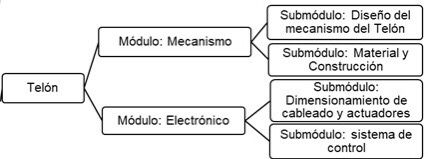 Telón
Módulo: Mecanismo
Submódulo: Diseño del
mecanismo del Telón
Submódulo: Material y
Construcción
Módulo: Electrónico
Submódulo:
Dimensionamiento de
cableado y actuadores
Submódulo: sistema de
control